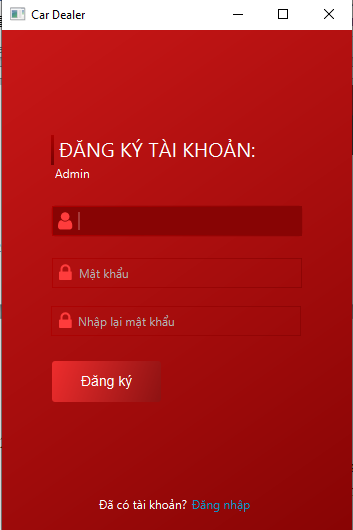 Car Dealer
ĐĂNG KÝ TÀI KHOẢN:
Admin
Mật khẩu
Nhập lại mật khẩu
Đăng ký
Đã có tài khoản? Đăng nhập